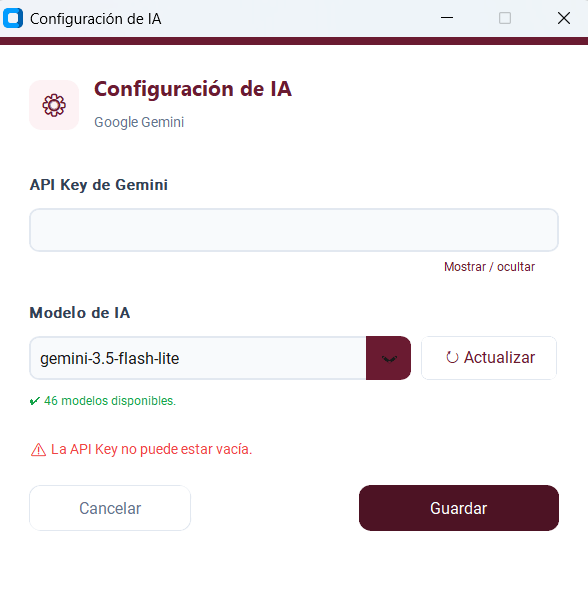 Configuración de IA
Configuración de IA
Google Gemini
API Key de Gemini
Mostrar / ocultar
Modelo de IA
gemini-3.5-flash-lite
↻ Actualizar
✔ 46 modelos disponibles.
⚠ La API Key no puede estar vacía.
Cancelar
Guardar